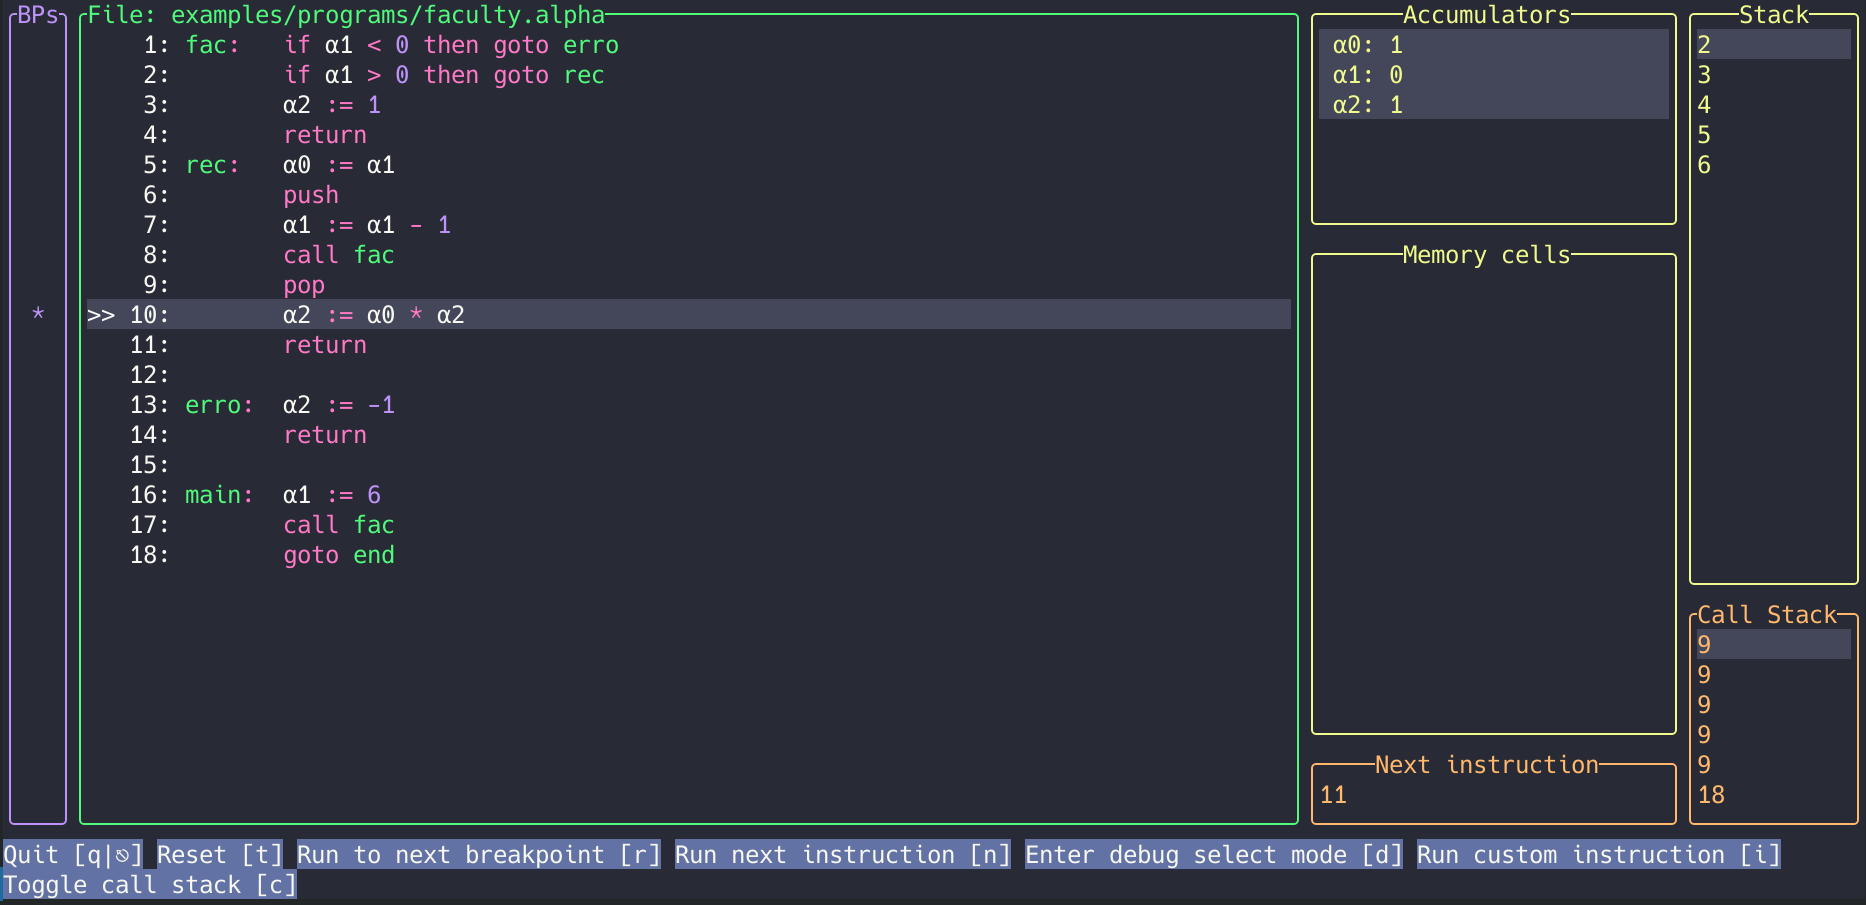 BPs
*
File: examples/programs/faculty.alpha
1: fac: if α1 < 0 then goto erro
2: if α1 > 0 then goto rec
3: α2 := 1
4: return
5: rec: α0 := α1
6: push
7: α1 := α1 - 1
8: call fac
9: pop
>> 10: α2 := α0 * α2
11: return
12:
13: erro: α2 := -1
14: return
15:
16: main: α1 := 6
17: call fac
18: goto end
Accumulators
α0: 1
α1: 0
α2: 1
Memory cells
Next instruction
11
Stack
2
3
4
5
6
Call Stack
9
9
9
9
9
18
Quit [q|⎋] Reset [t] Run to next breakpoint [r] Run next instruction [n] Enter debug select mode [d] Run custom instruction [i]
Toggle call stack [c]